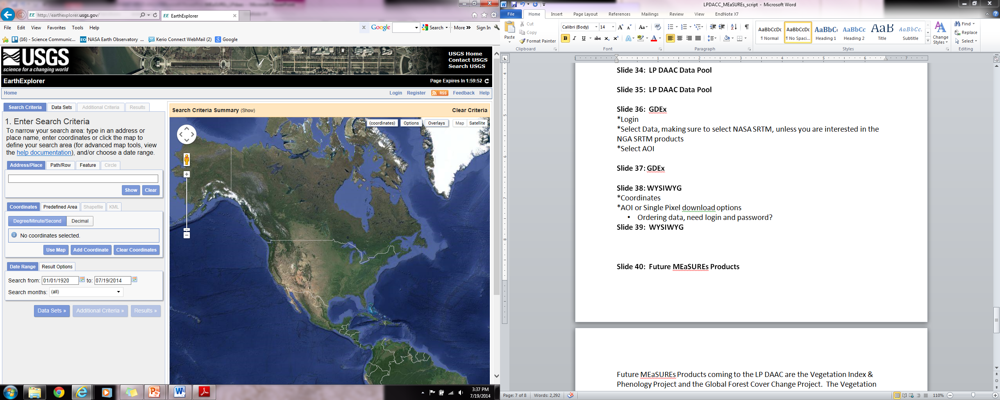 http://earthexplorer.usgs.gov/
EE EarthExplorer
File Edit View Favorites Tools Help
Google Search More » Sign In
(16) - Science Communic... NASA Earth Observatory ... Kerio Connect WebMail (2) Google
USGS
science for a changing world
USGS Home
Contact USGS
Search USGS
EarthExplorer
Page Expires In 1:59:52
Home
Login Register RSS Feedback Help
Search Criteria Data Sets Additional Criteria Results
1. Enter Search Criteria
To narrow your search area: type in an address or
place name, enter coordinates or click the map to
define your search area (for advanced map tools, view
the help documentation), and/or choose a date range.
Address/Place Path/Row Feature Circle
Show Clear
Coordinates Predefined Area Shapefile KML
Degree/Minute/Second Decimal
No coordinates selected.
Use Map Add Coordinate Clear Coordinates
Date Range Result Options
Search from: 01/01/1920 to: 07/19/2014
Search months: (all)
Data Sets » Additional Criteria » Results »
Search Criteria Summary (Show) Clear Criteria
(coordinates) Options Overlays Map Satellite
3:37 PM
7/19/2014
LPDACC_MEaSUREs_script - Microsoft Word
File Home Insert Page Layout References Mailings Review View EndNote X7
Paste Cut
Copy
Format Painter
Clipboard
Calibri (Body) 14
Font
Paragraph
AaBbCcDc AaBbCcDc AaBbC AaBbCc AaB AaBbCc.
¶ Normal ¶ No Spaci... Heading 1 Heading 2 Title Subtitle
Change
Styles
Styles
Find
Replace
Select
Editing
Slide 34: LP DAAC Data Pool
Slide 35: LP DAAC Data Pool
Slide 36: GDEx
*Login
*Select Data, making sure to select NASA SRTM, unless you are interested in the
NGA SRTM products
*Select AOI
Slide 37: GDEx
Slide 38: WYSIWYG
*Coordinates
*AOI or Single Pixel download options
• Ordering data, need login and password?
Slide 39: WYSIWYG
Slide 40: Future MEaSUREs Products
Future MEaSUREs Products coming to the LP DAAC are the Vegetation Index &
Phenology Project and the Global Forest Cover Change Project. The Vegetation
Page: 7 of 8 Words: 2,292
110%